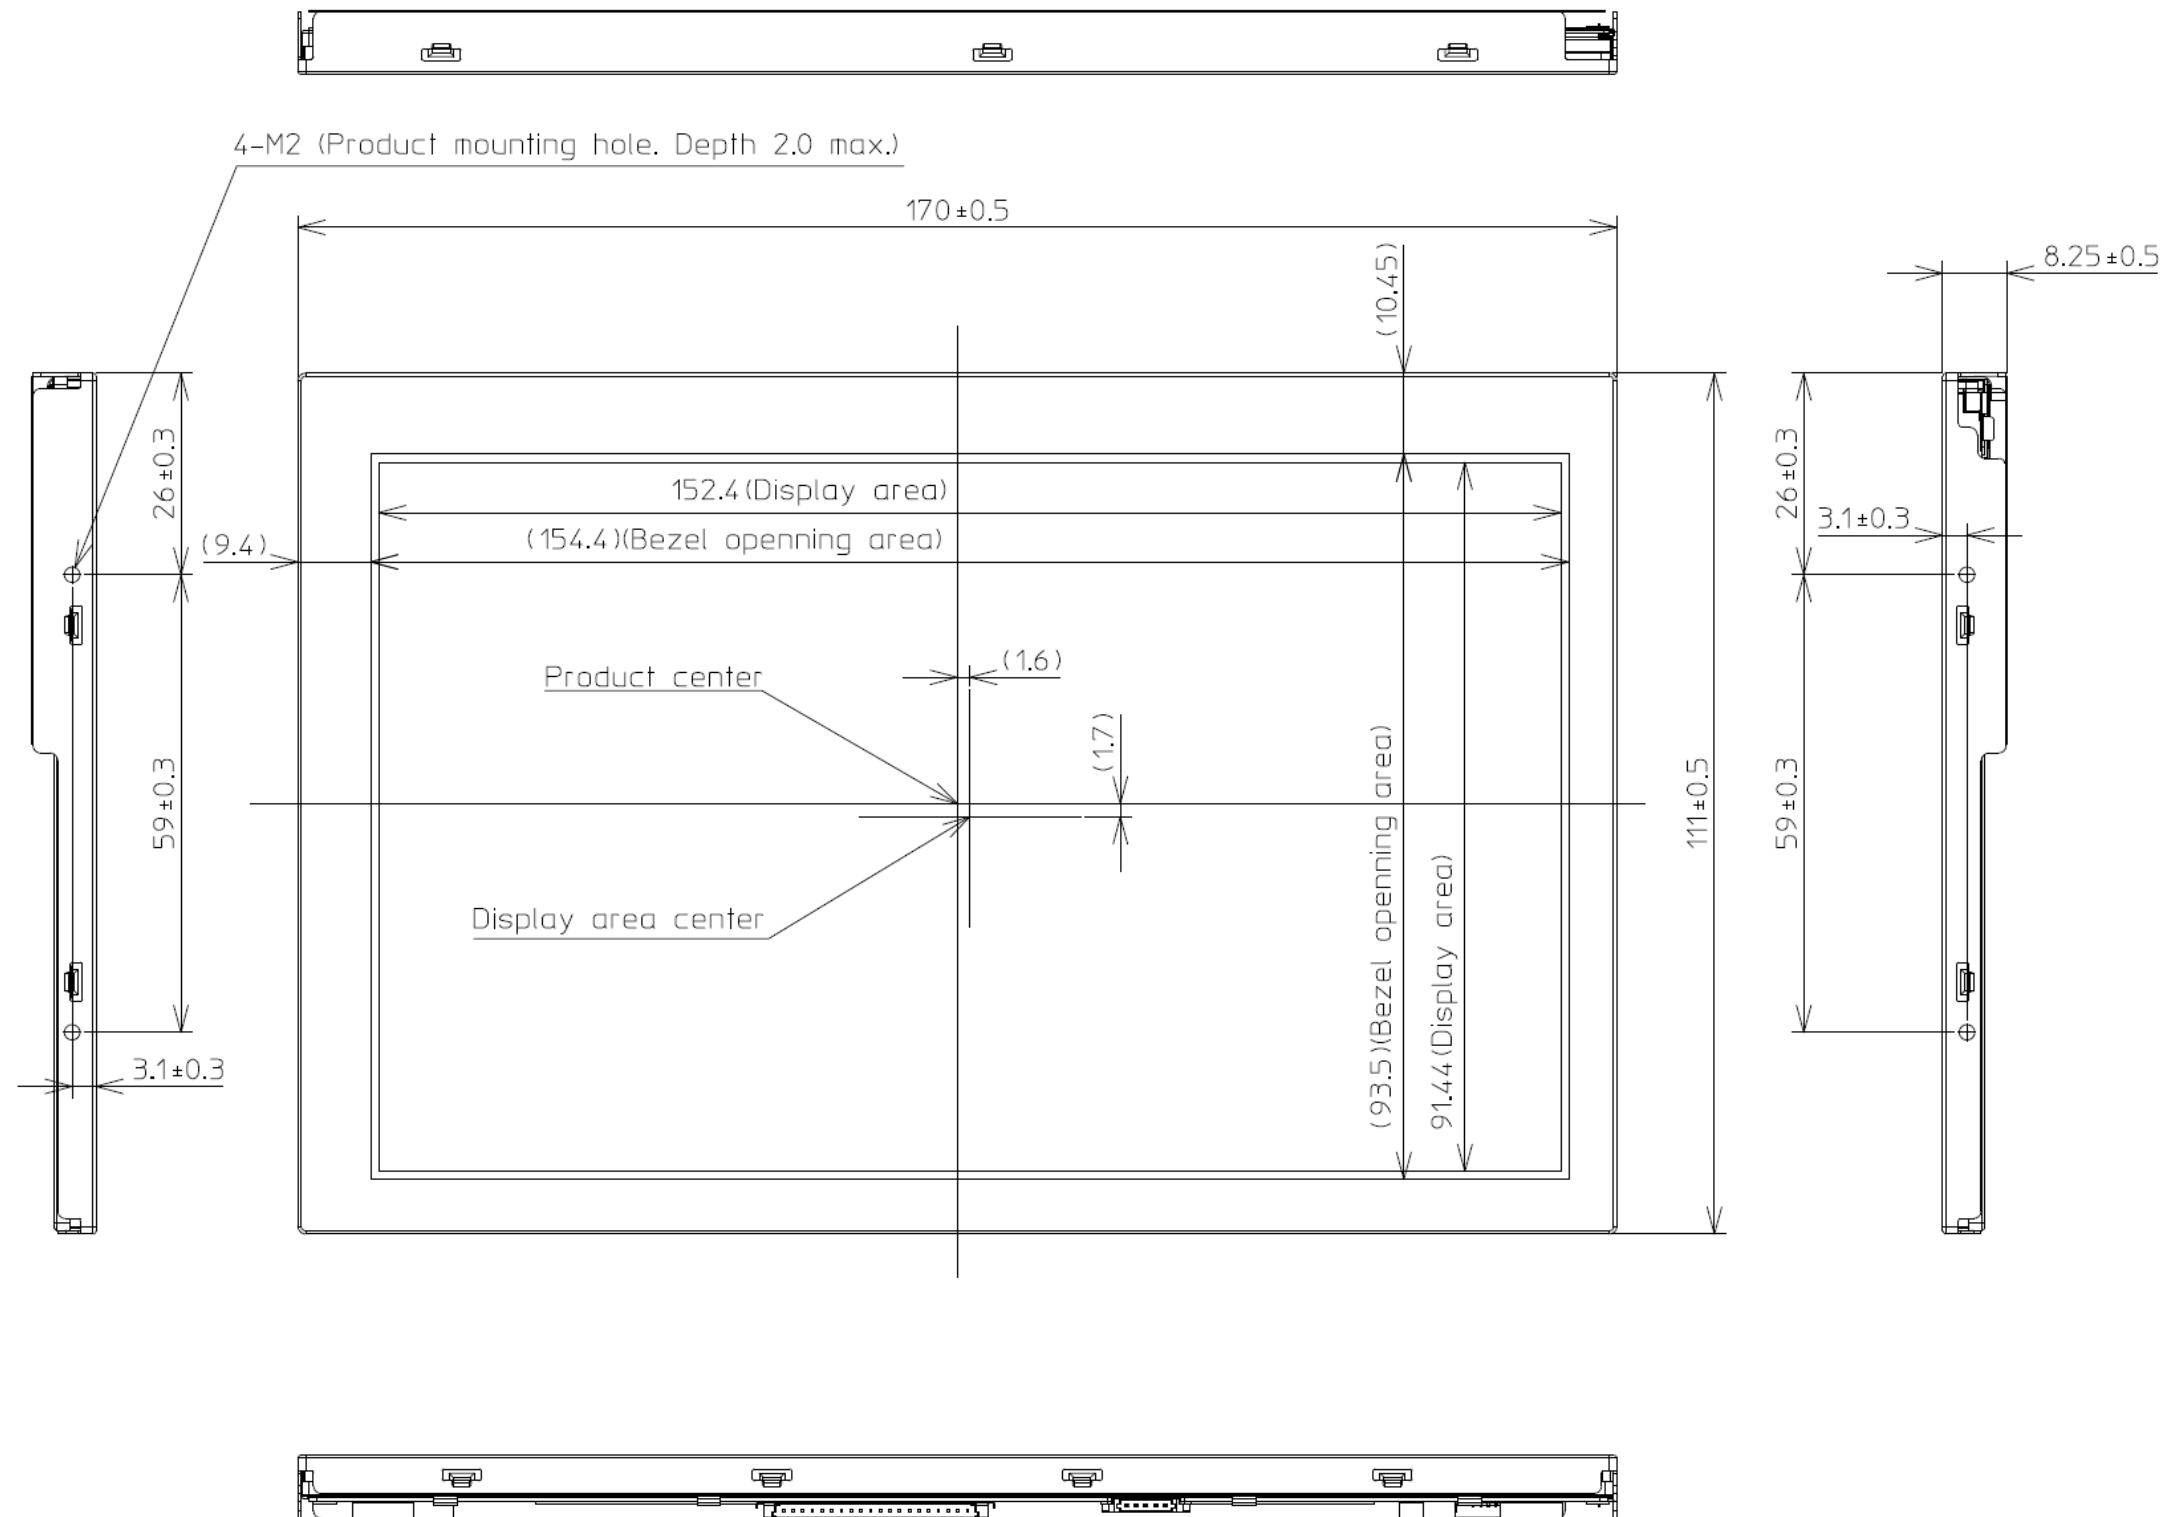 4-M2 (Product mounting hole. Depth 2.0 max.)
170±0.5
(10.45)
8.25±0.5
26±0.3
26±0.3
152.4(Display area)
3.1±0.3
(9.4)
(154.4)(Bezel openning area)
(1.6)
Product center
(1.7)
59±0.3
(93.5)(Bezel openning area)
91.44(Display area)
111±0.5
59±0.3
Display area center
3.1±0.3